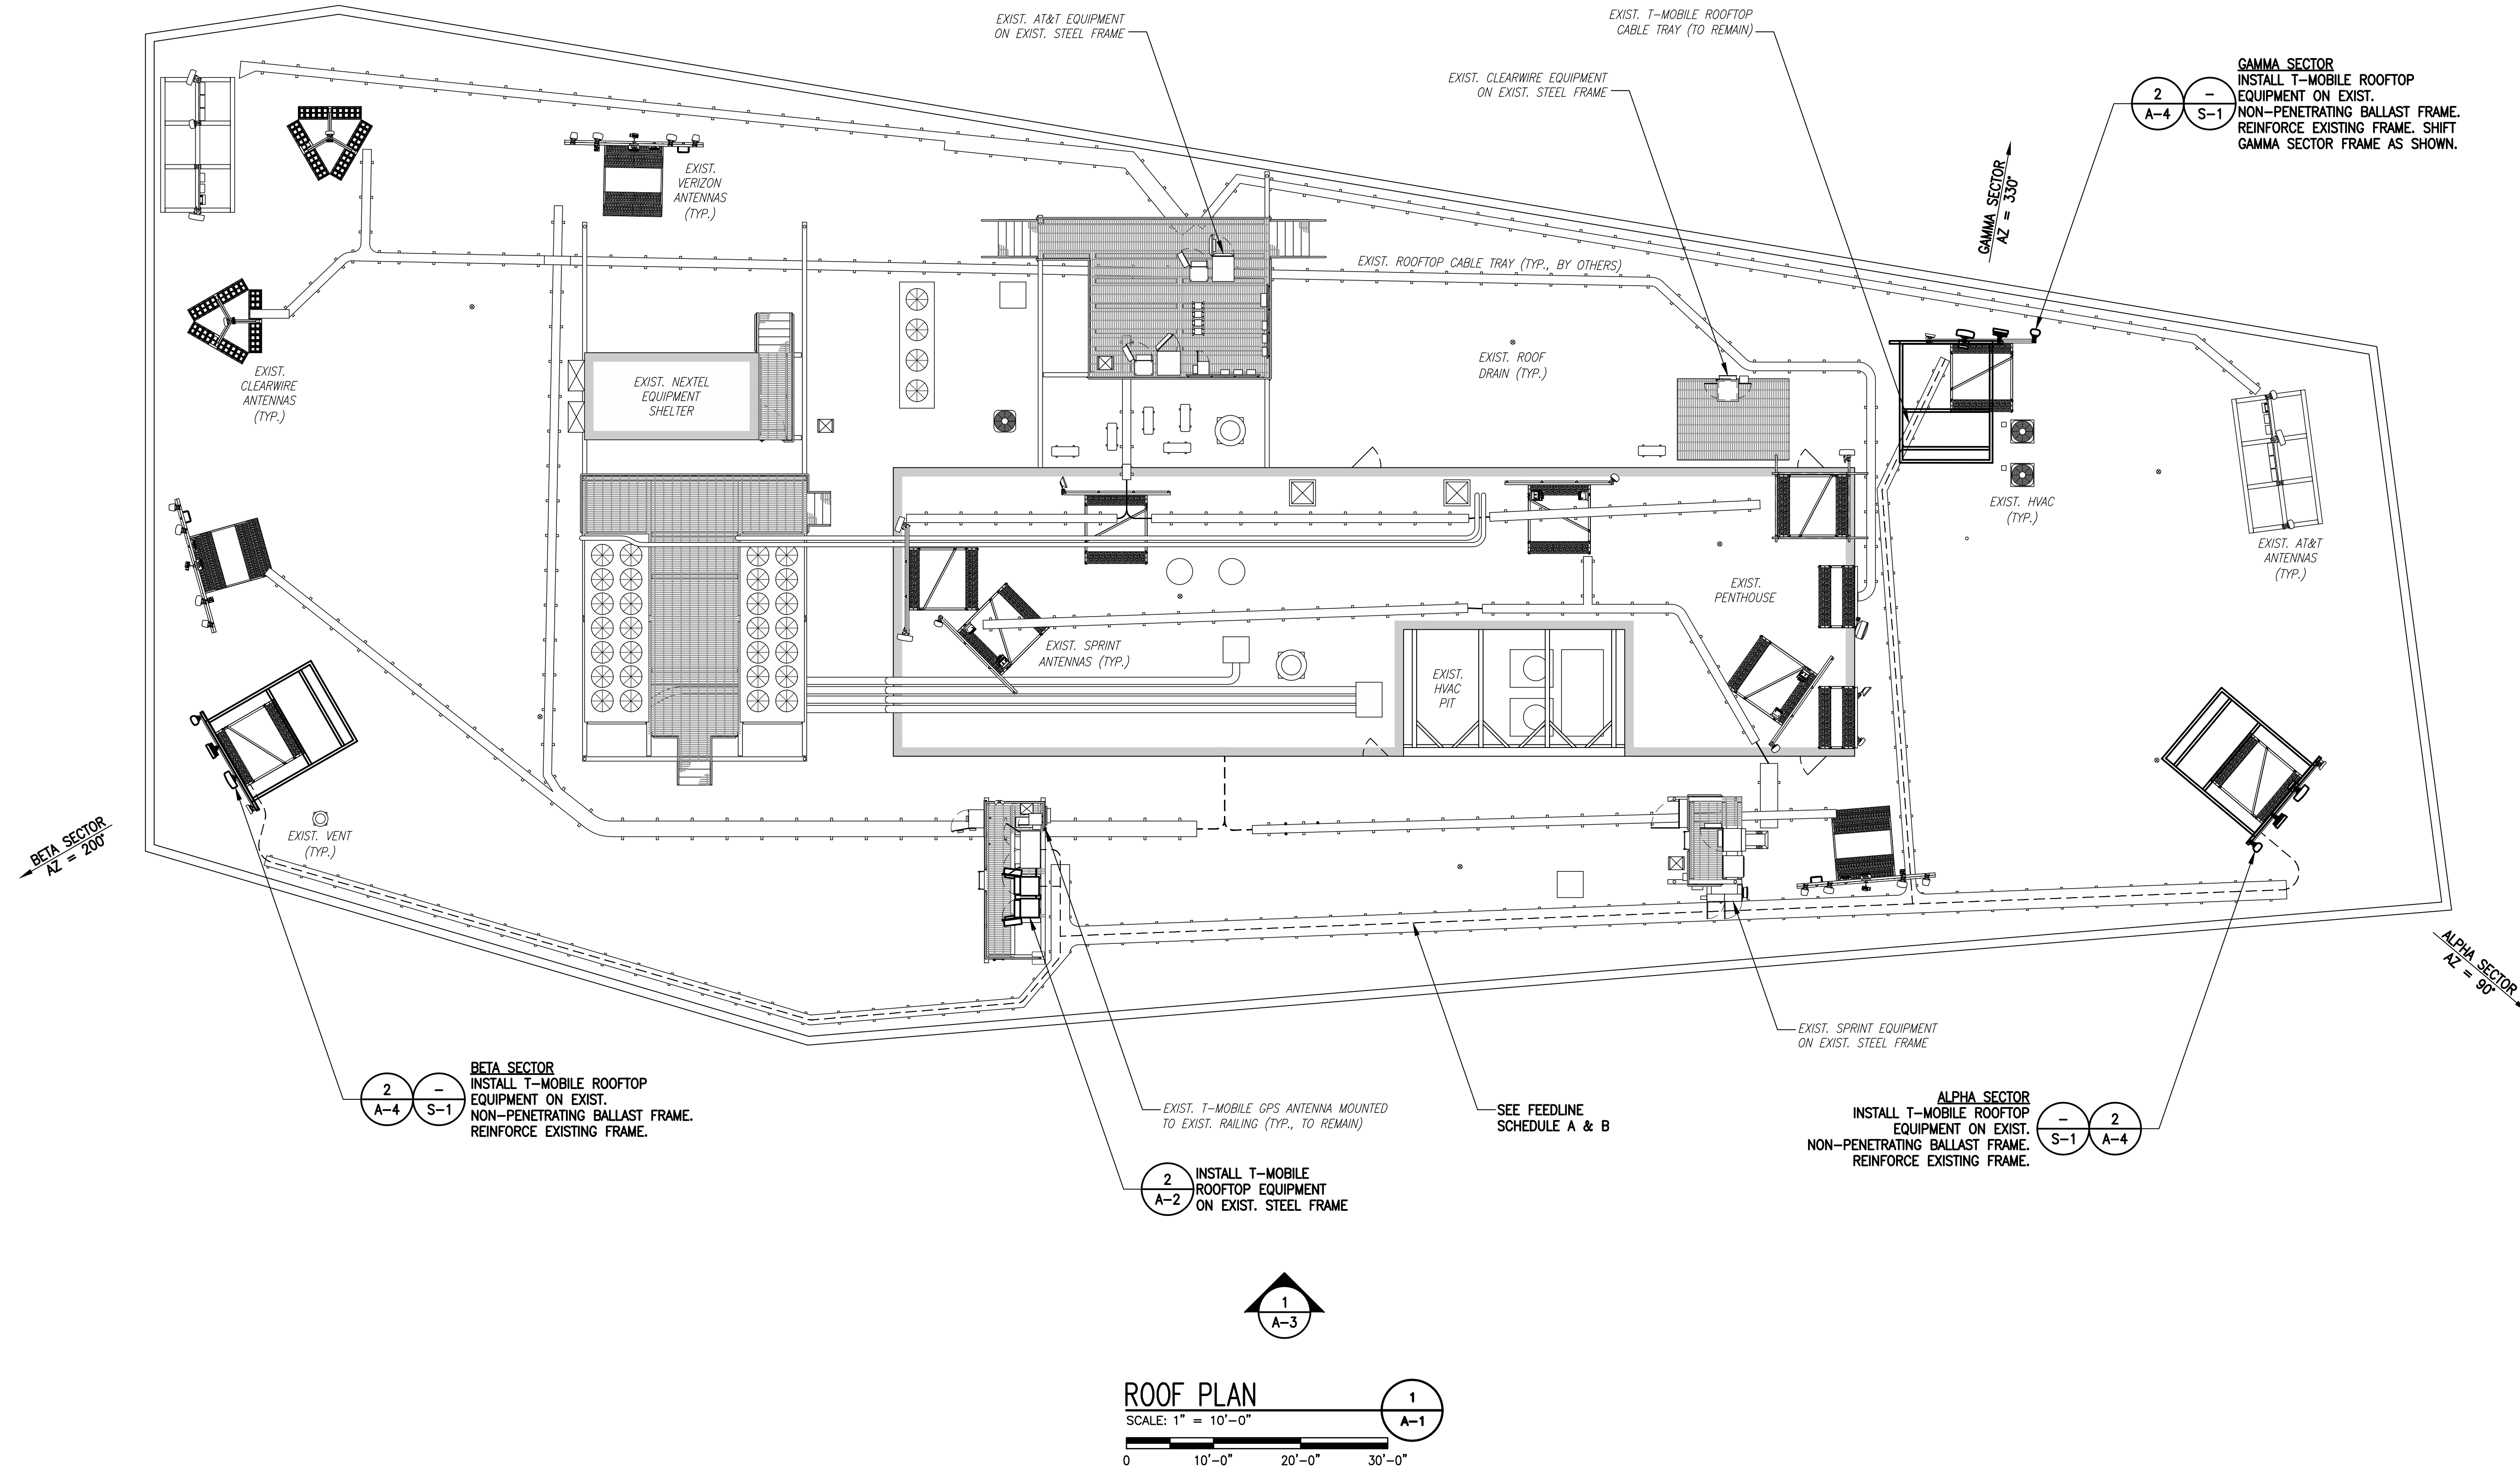 EXIST. AT&T EQUIPMENT
ON EXIST. STEEL FRAME
EXIST. T-MOBILE ROOFTOP
CABLE TRAY (TO REMAIN)
EXIST. CLEARWIRE EQUIPMENT
ON EXIST. STEEL FRAME
GAMMA SECTOR
INSTALL T-MOBILE ROOFTOP
EQUIPMENT ON EXIST.
NON-PENETRATING BALLAST FRAME.
REINFORCE EXISTING FRAME. SHIFT
GAMMA SECTOR FRAME AS SHOWN.
2
A-4
-
S-1
GAMMA SECTOR
AZ = 330°
EXIST.
VERIZON
ANTENNAS
(TYP.)
EXIST. ROOFTOP CABLE TRAY (TYP., BY OTHERS)
EXIST.
CLEARWIRE
ANTENNAS
(TYP.)
EXIST. NEXTEL
EQUIPMENT
SHELTER
EXIST. ROOF
DRAIN (TYP.)
EXIST. HVAC
(TYP.)
EXIST. AT&T
ANTENNAS
(TYP.)
EXIST.
PENTHOUSE
EXIST. SPRINT
ANTENNAS (TYP.)
EXIST.
HVAC
PIT
EXIST. VENT
(TYP.)
BETA SECTOR
AZ = 200°
ALPHA SECTOR
AZ = 90°
2
A-4
-
S-1
BETA SECTOR
INSTALL T-MOBILE ROOFTOP
EQUIPMENT ON EXIST.
NON-PENETRATING BALLAST FRAME.
REINFORCE EXISTING FRAME.
EXIST. T-MOBILE GPS ANTENNA MOUNTED
TO EXIST. RAILING (TYP., TO REMAIN)
2
A-2
INSTALL T-MOBILE
ROOFTOP EQUIPMENT
ON EXIST. STEEL FRAME
SEE FEEDLINE
SCHEDULE A & B
EXIST. SPRINT EQUIPMENT
ON EXIST. STEEL FRAME
ALPHA SECTOR
INSTALL T-MOBILE ROOFTOP
EQUIPMENT ON EXIST.
NON-PENETRATING BALLAST FRAME.
REINFORCE EXISTING FRAME.
-
S-1
2
A-4
1
A-3
ROOF PLAN
SCALE: 1" = 10'-0"
1
A-1
0 10'-0" 20'-0" 30'-0"